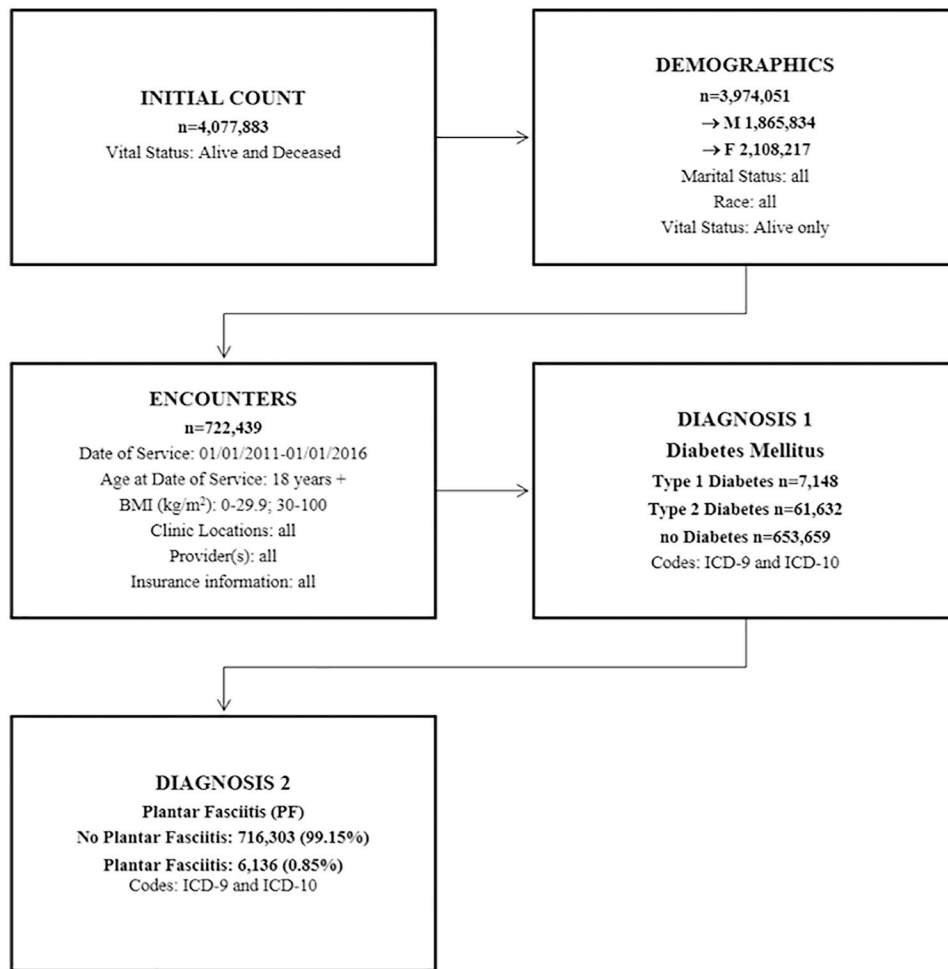 INITIAL COUNT
n=4,077,883
Vital Status: Alive and Deceased
DEMOGRAPHICS
n=3,974,051
→ M 1,865,834
→ F 2,108,217
Marital Status: all
Race: all
Vital Status: Alive only
ENCOUNTERS
n=722,439
Date of Service: 01/01/2011-01/01/2016
Age at Date of Service: 18 years +
BMI (kg/m²): 0-29.9; 30-100
Clinic Locations: all
Provider(s): all
Insurance information: all
DIAGNOSIS 1
Diabetes Mellitus
Type 1 Diabetes n=7,148
Type 2 Diabetes n=61,632
no Diabetes n=653,659
Codes: ICD-9 and ICD-10
DIAGNOSIS 2
Plantar Fasciitis (PF)
No Plantar Fasciitis: 716,303 (99.15%)
Plantar Fasciitis: 6,136 (0.85%)
Codes: ICD-9 and ICD-10